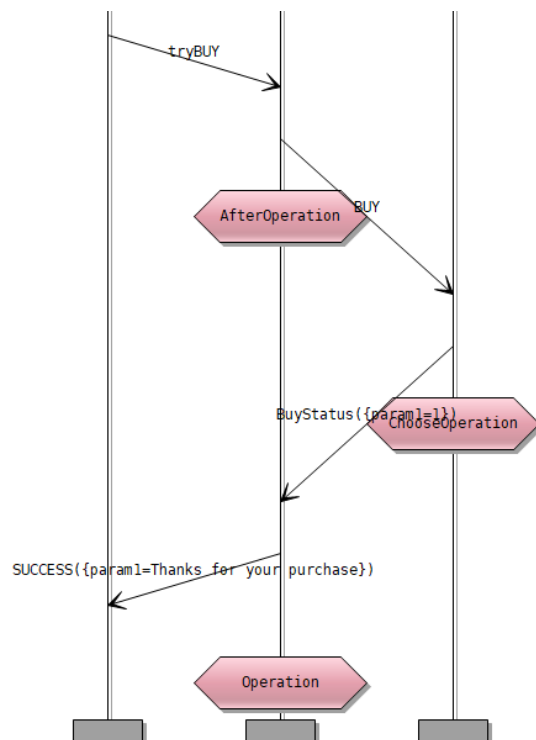 tryBUY
BUY
AfterOperation
BuyStatus({param1=1})
ChooseOperation
SUCCESS({param1=Thanks for your purchase})
Operation